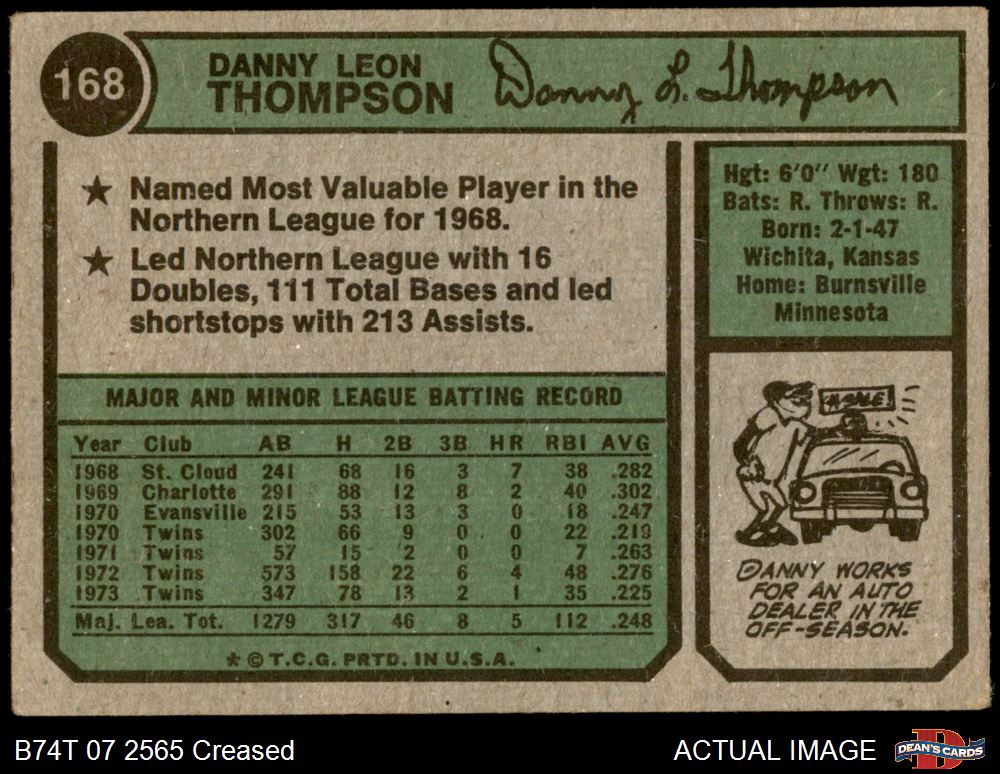 168
DANNY LEON
THOMPSON
Danny L. Thompson
★ Named Most Valuable Player in the
Northern League for 1968.
★ Led Northern League with 16
Doubles, 111 Total Bases and led
shortstops with 213 Assists.
Hgt: 6'0" Wgt: 180
Bats: R. Throws: R.
Born: 2-1-47
Wichita, Kansas
Home: Burnsville
Minnesota
MAJOR AND MINOR LEAGUE BATTING RECORD
Year Club AB H 2B 3B HR RBI AVG
1968 St. Cloud 241 68 16 3 7 38 .282
1969 Charlotte 291 88 12 8 2 40 .302
1970 Evansville 215 53 13 3 0 18 .247
1970 Twins 302 66 9 0 0 22 .219
1971 Twins 57 15 2 0 0 7 .263
1972 Twins 573 158 22 6 4 48 .276
1973 Twins 347 78 13 2 1 35 .225
Maj. Lea. Tot. 1279 317 46 8 5 112 .248
* © T.C.G. PRTD. IN U.S.A.
SALE!
DANNY WORKS
FOR AN AUTO
DEALER IN THE
OFF-SEASON.
B74T 07 2565 Creased
ACTUAL IMAGE
DEAN'S CARDS